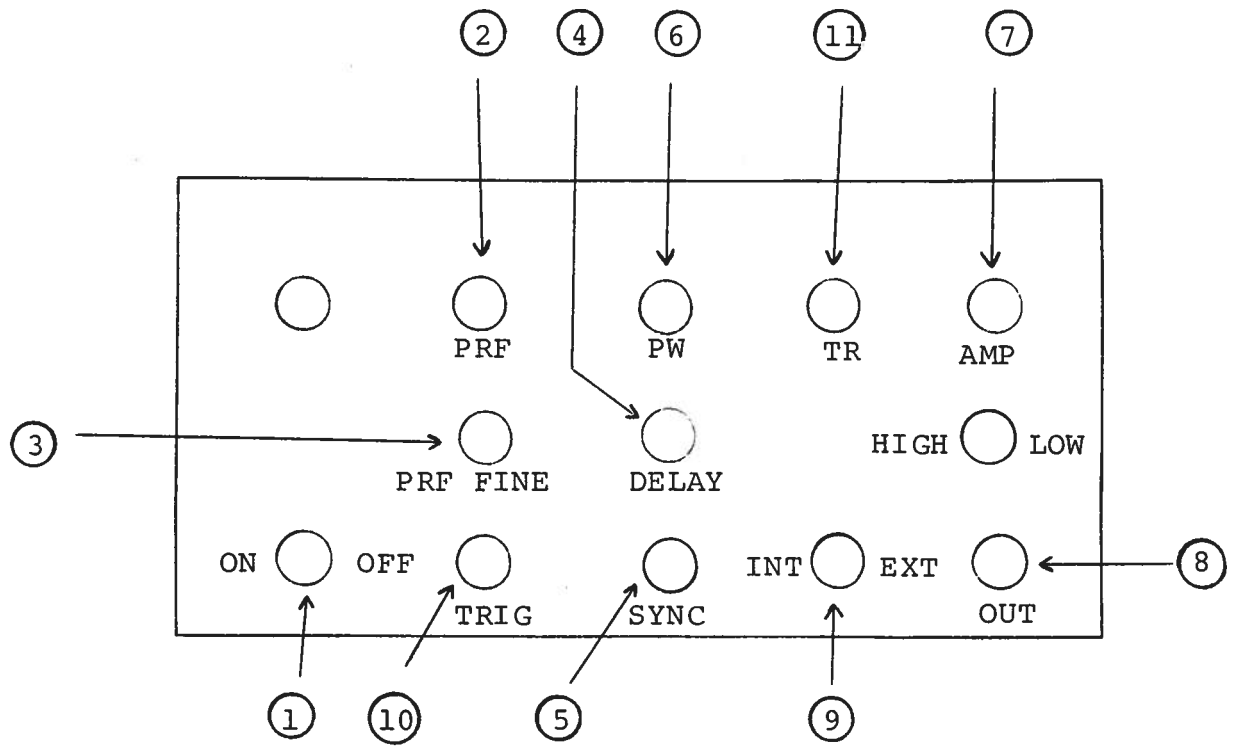 2 4 6 11 7
PRF PW TR AMP
3 HIGH LOW
PRF FINE DELAY
ON OFF INT EXT 8
TRIG SYNC OUT
1 10 5 9